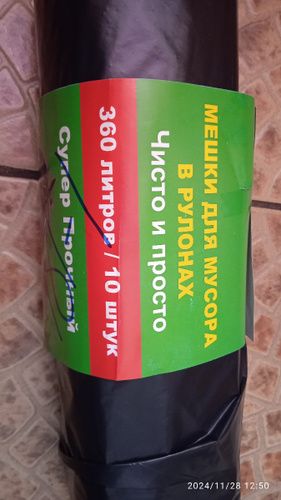 МЕШКИ ДЛЯ МУСОРА
В РУЛОНАХ
Чисто и просто
360 литров / 10 штук
Супер Прочный
2024/11/28 12:50